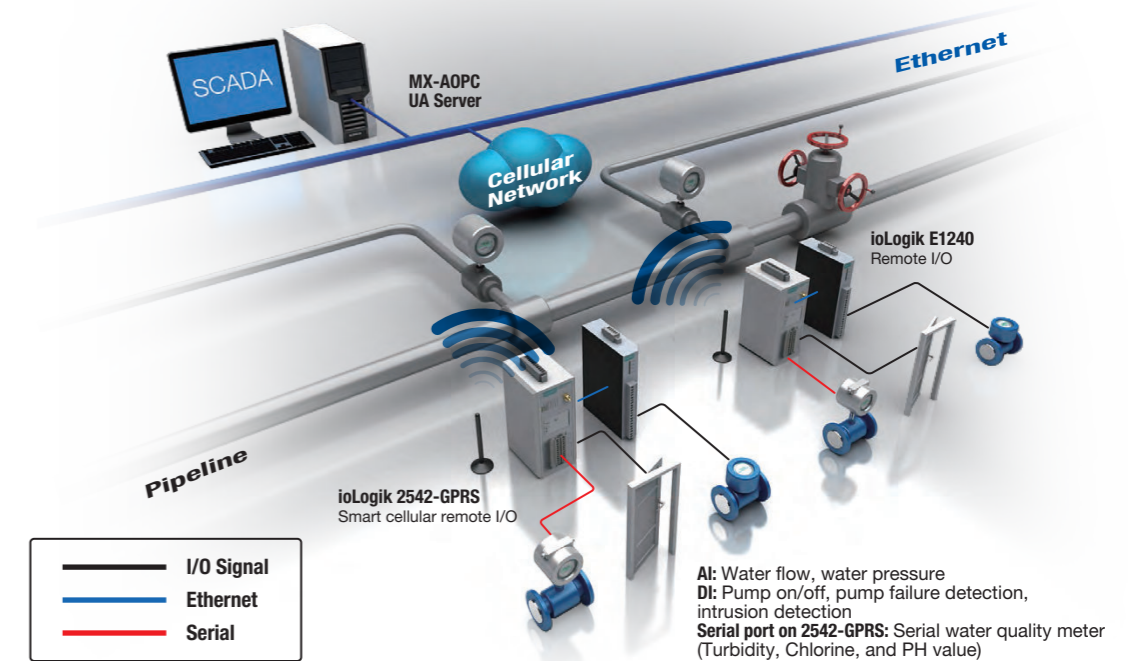 SCADA
MX-AOPC
UA Server
Ethernet
Cellular
Network
ioLogik E1240
Remote I/O
Pipeline
ioLogik 2542-GPRS
Smart cellular remote I/O
I/O Signal
Ethernet
Serial
AI: Water flow, water pressure
DI: Pump on/off, pump failure detection,
intrusion detection
Serial port on 2542-GPRS: Serial water quality meter
(Turbidity, Chlorine, and PH value)